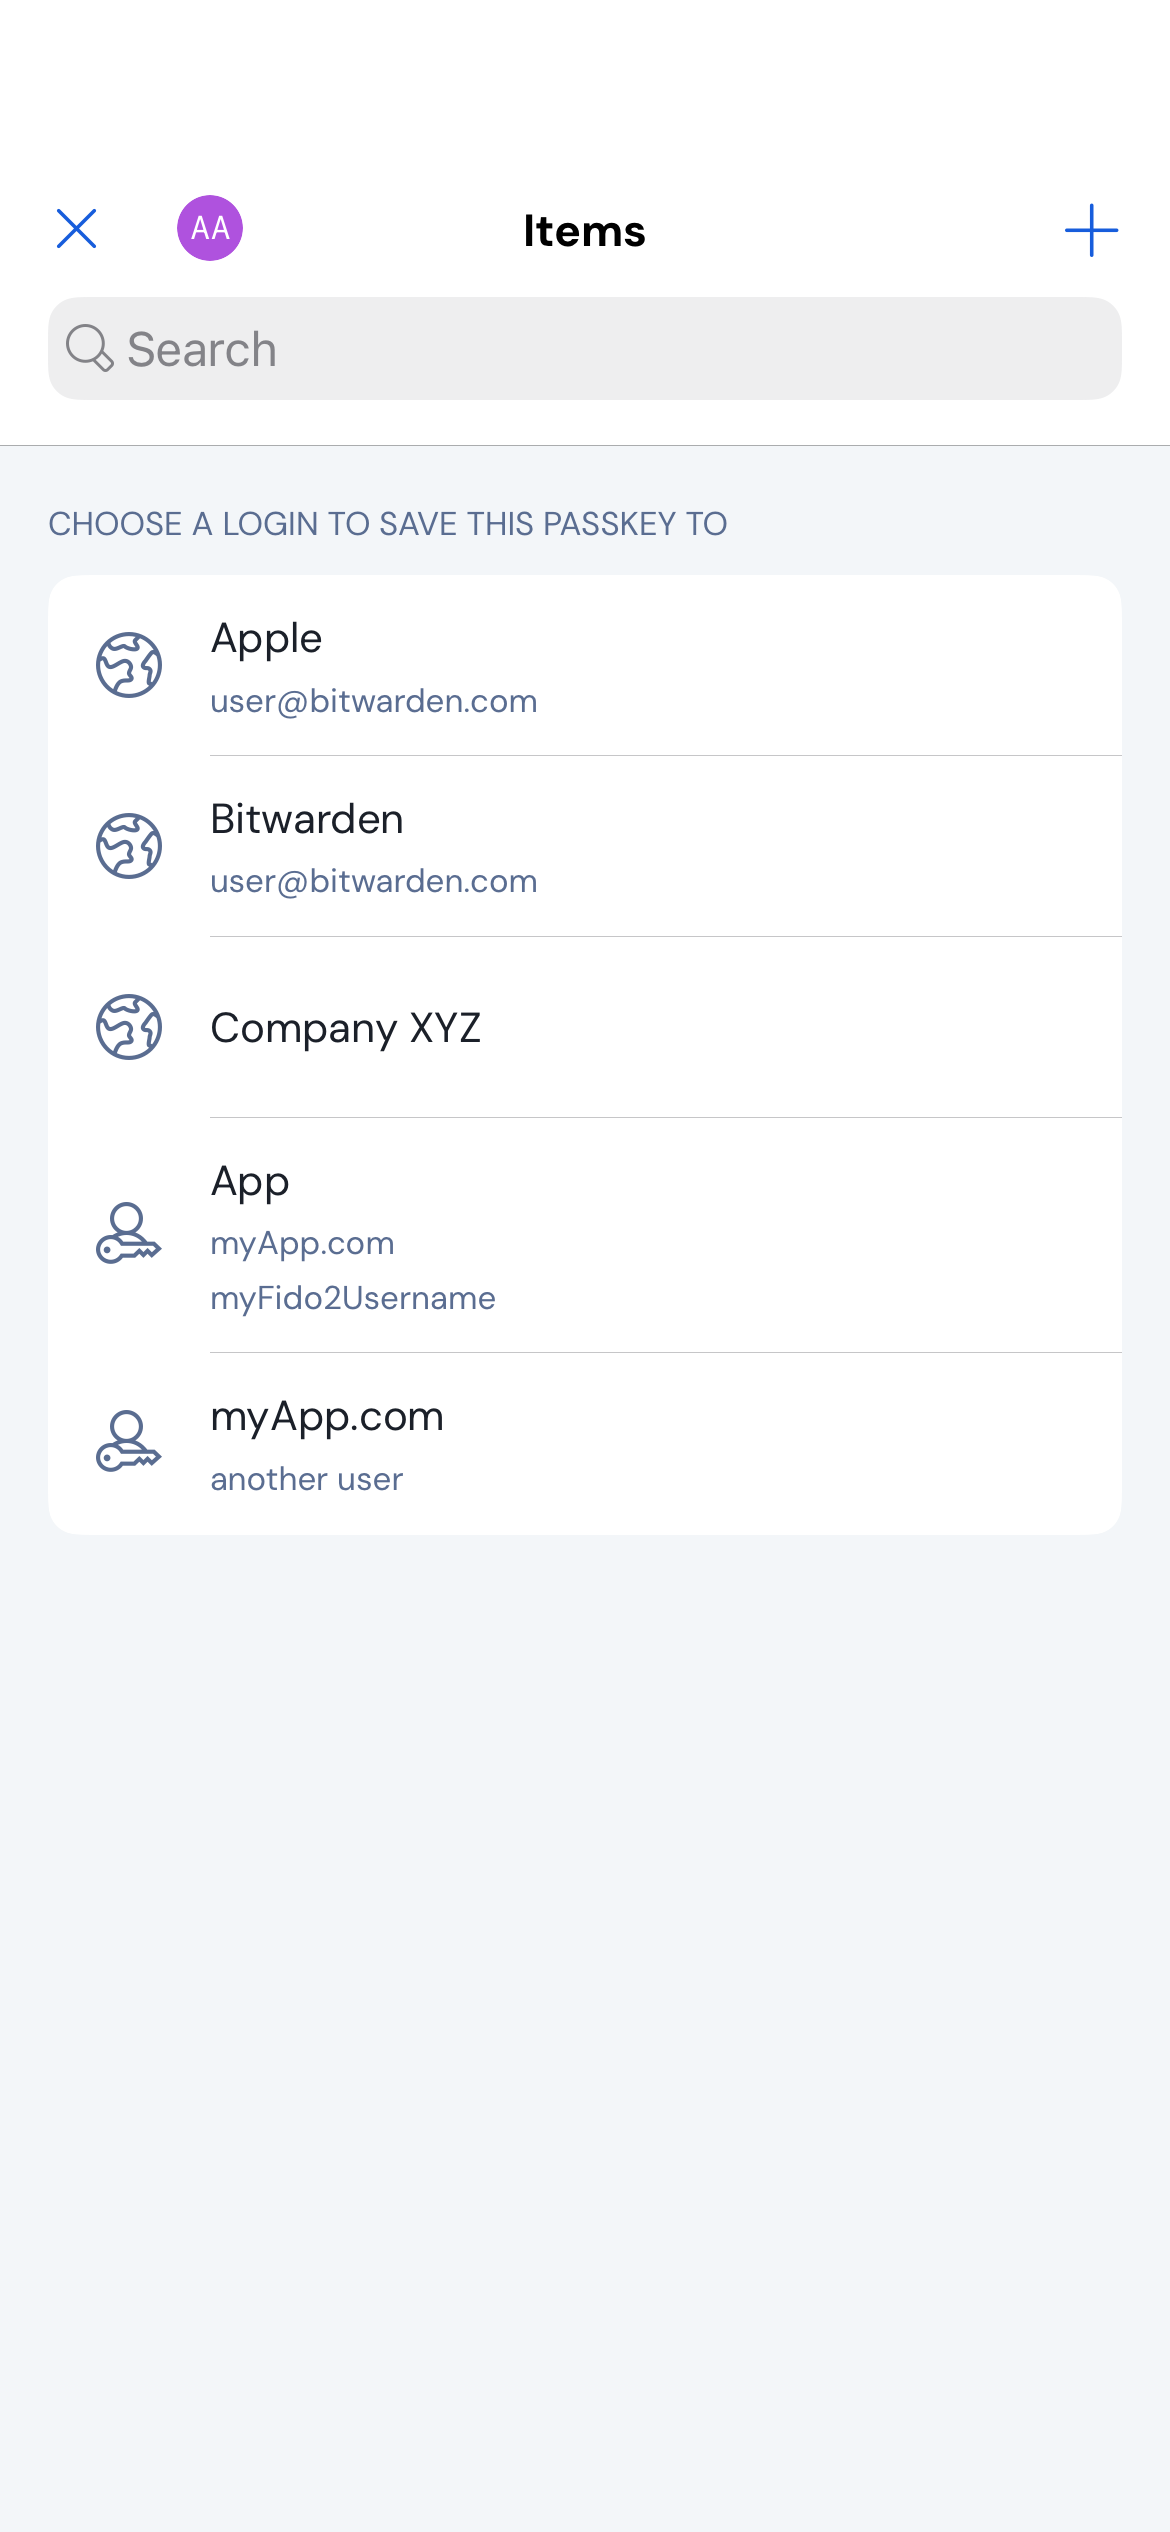 AA
Items
Search
CHOOSE A LOGIN TO SAVE THIS PASSKEY TO
Apple
user@bitwarden.com
Bitwarden
user@bitwarden.com
Company XYZ
App
myApp.com
myFido2Username
myApp.com
another user